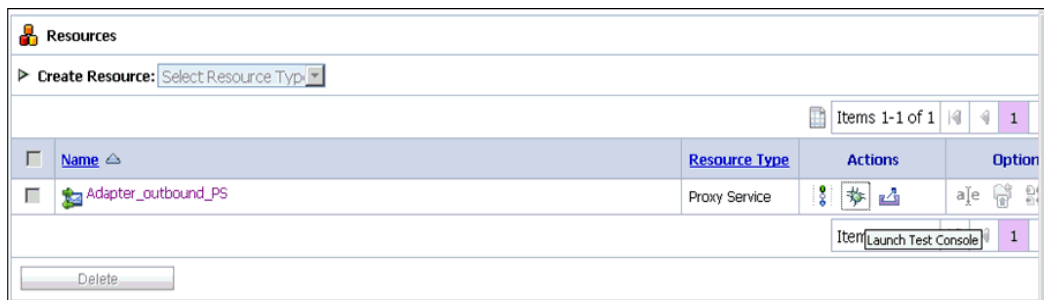 Resources
Create Resource: Select Resource Typ
Items 1-1 of 1 1
Name Resource Type Actions Option
Adapter_outbound_PS Proxy Service
Launch Test Console 1
Delete